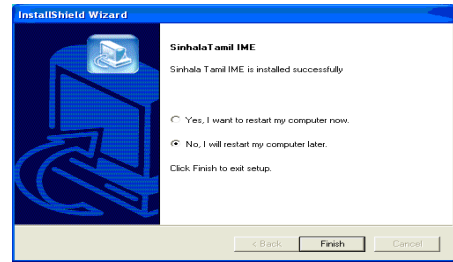 InstallShield Wizard
SinhalaTamil IME
Sinhala Tamil IME is installed successfully
Yes, I want to restart my computer now.
No, I will restart my computer later.
Click Finish to exit setup.
< Back
Finish
Cancel